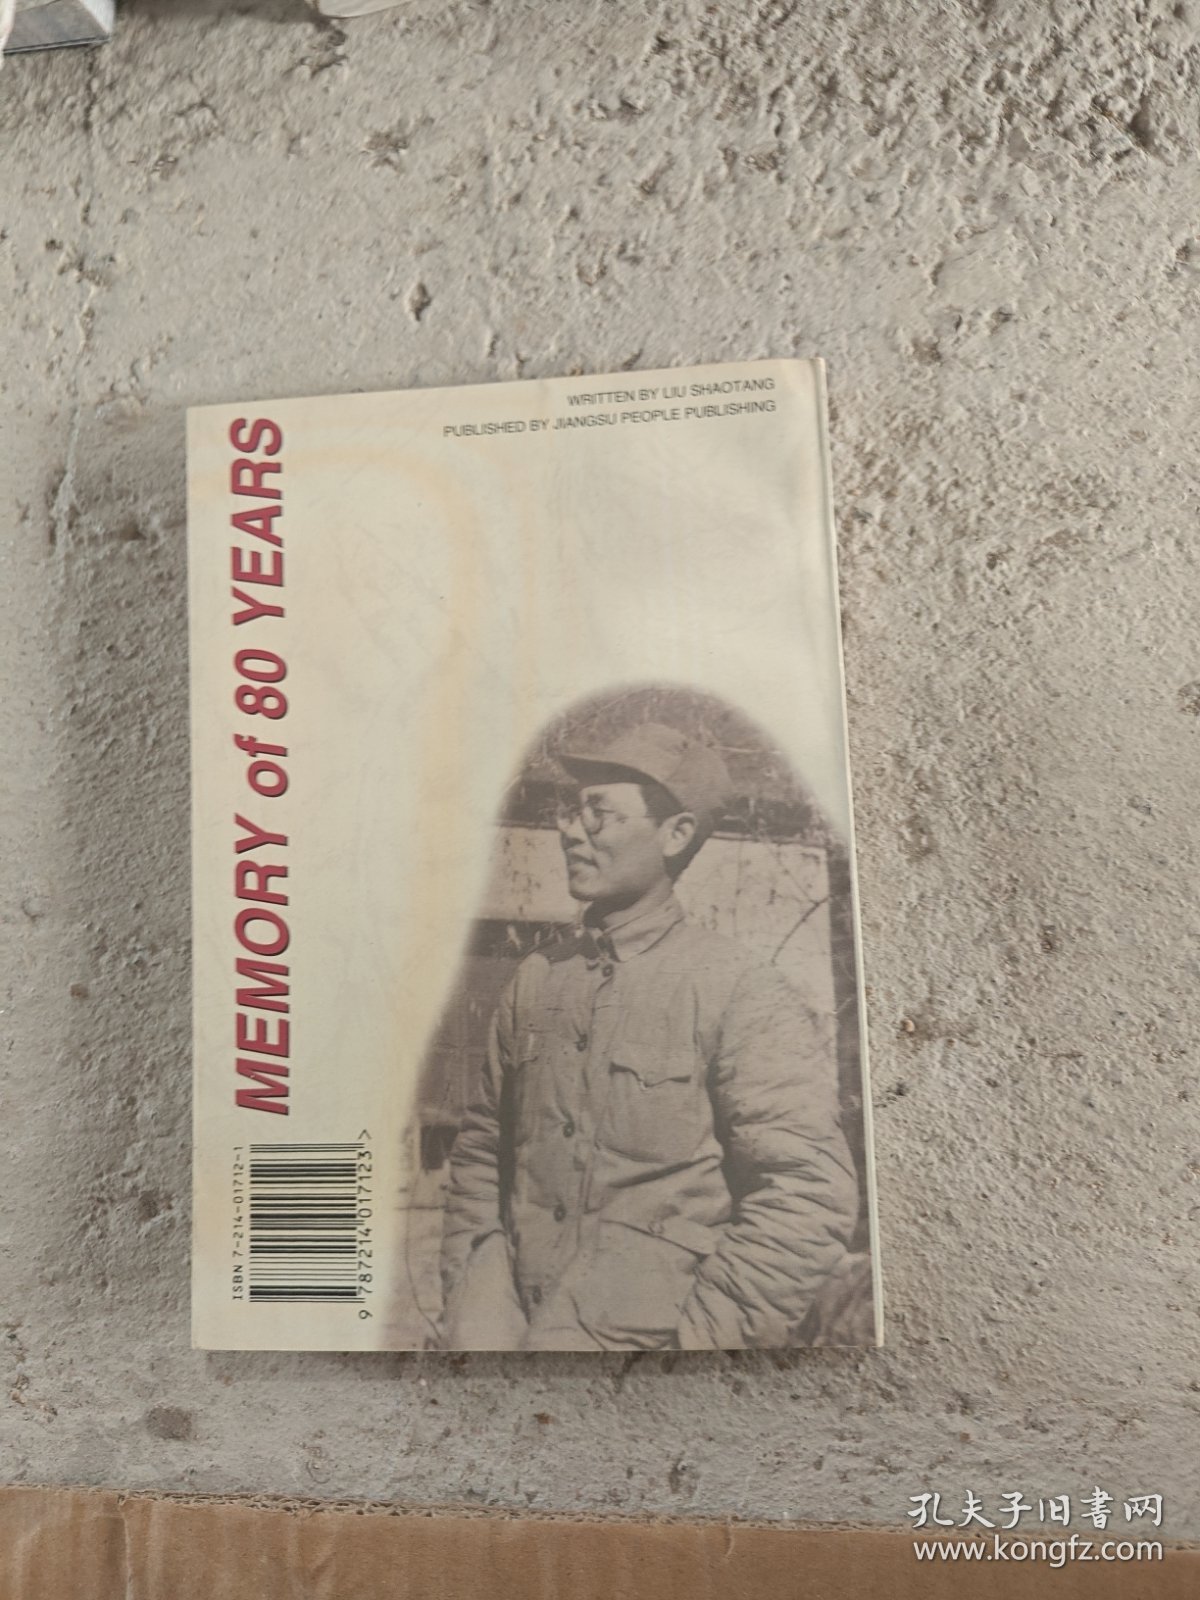 WRITTEN BY LIU SHAOTANG
PUBLISHED BY JIANGSU PEOPLE PUBLISHING
MEMORY of 80 YEARS
ISBN 7-214-01712-1
9 787214 017123 >
孔夫子旧书网
www.kongfz.com